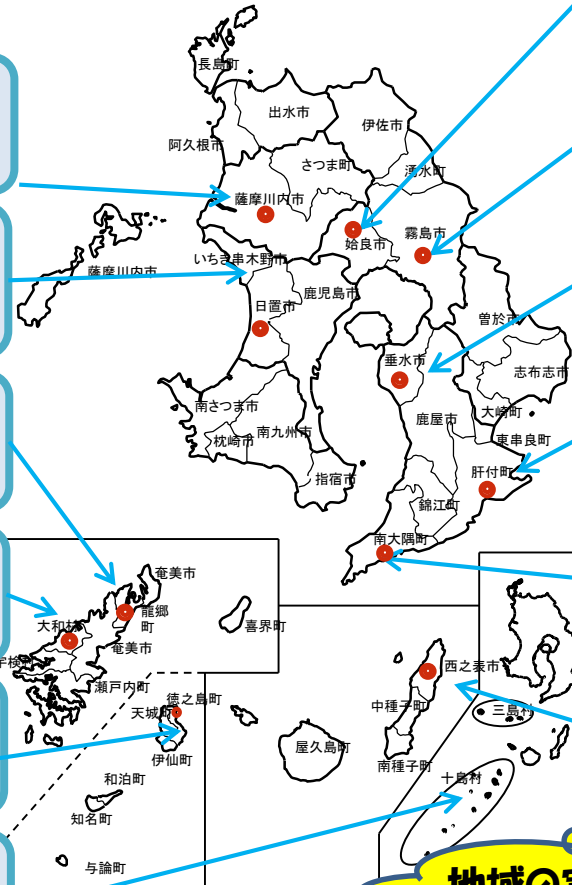 長島町
出水市
伊佐市
阿久根市
さつま町
湧水町
薩摩川内市
霧島市
姶良市
いちき串木野市
薩摩川内市
鹿児島市
日置市
曽於市
垂水市
志布志市
南さつま市
鹿屋市
大崎町
枕崎市
南九州市
東串良町
指宿市
肝付町
錦江町
南大隅町
奄美市
龍郷
町
大和村
喜界町
奄美市
瀬戸内町
西之表市
徳之島町
天城町
中種子町
三島村
屋久島町
伊仙町
南種子町
和泊町
十島村
知名町
与論町